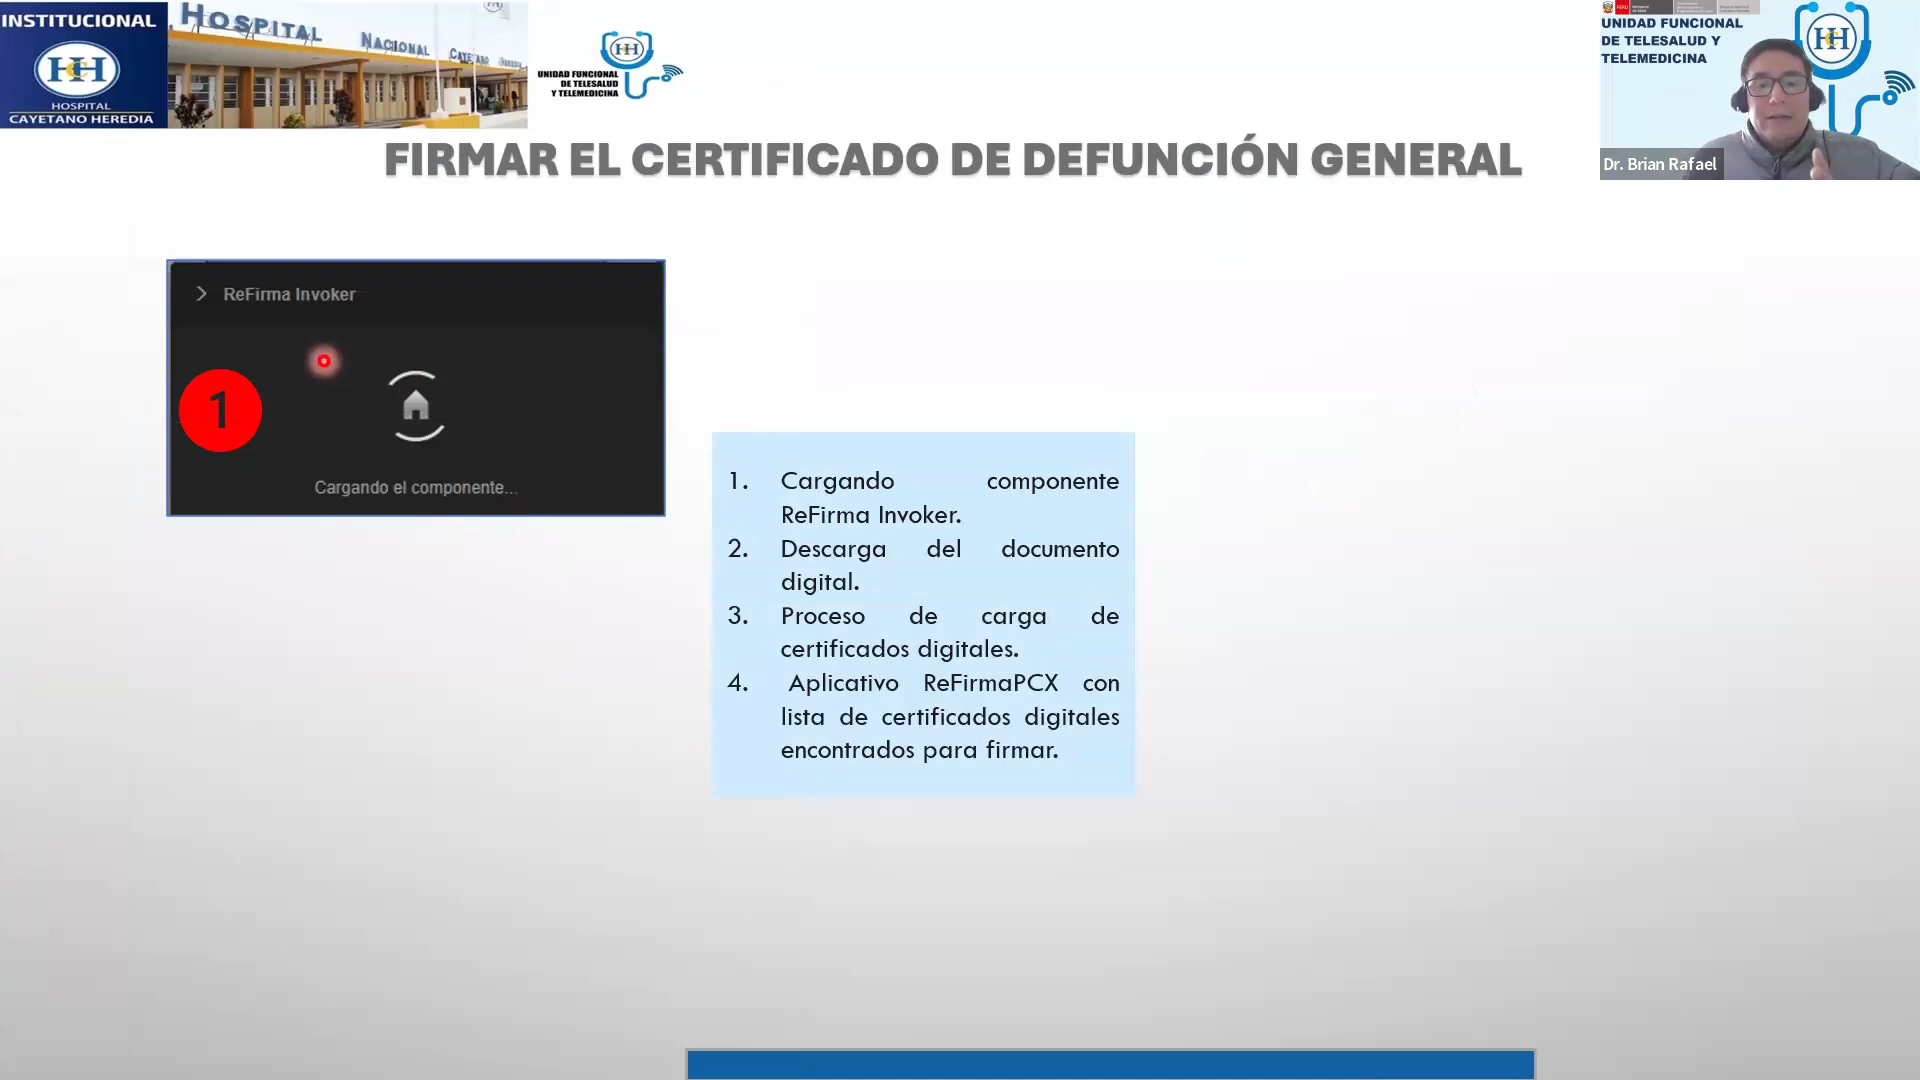 INSTITUCIONAL
HOSPITAL
CAYETANO HEREDIA
HOSPITAL NACIONAL CAYETANO HEREDIA
UNIDAD FUNCIONAL
DE TELESALUD
Y TELEMEDICINA
PERÚ
UNIDAD FUNCIONAL
DE TELESALUD Y
TELEMEDICINA
Dr. Brian Rafael
FIRMAR EL CERTIFICADO DE DEFUNCIÓN GENERAL
ReFirma Invoker
1
Cargando el componente...
1. Cargando componente
ReFirma Invoker.
2. Descarga del documento
digital.
3. Proceso de carga de
certificados digitales.
4. Aplicativo ReFirmaPCX con
lista de certificados digitales
encontrados para firmar.